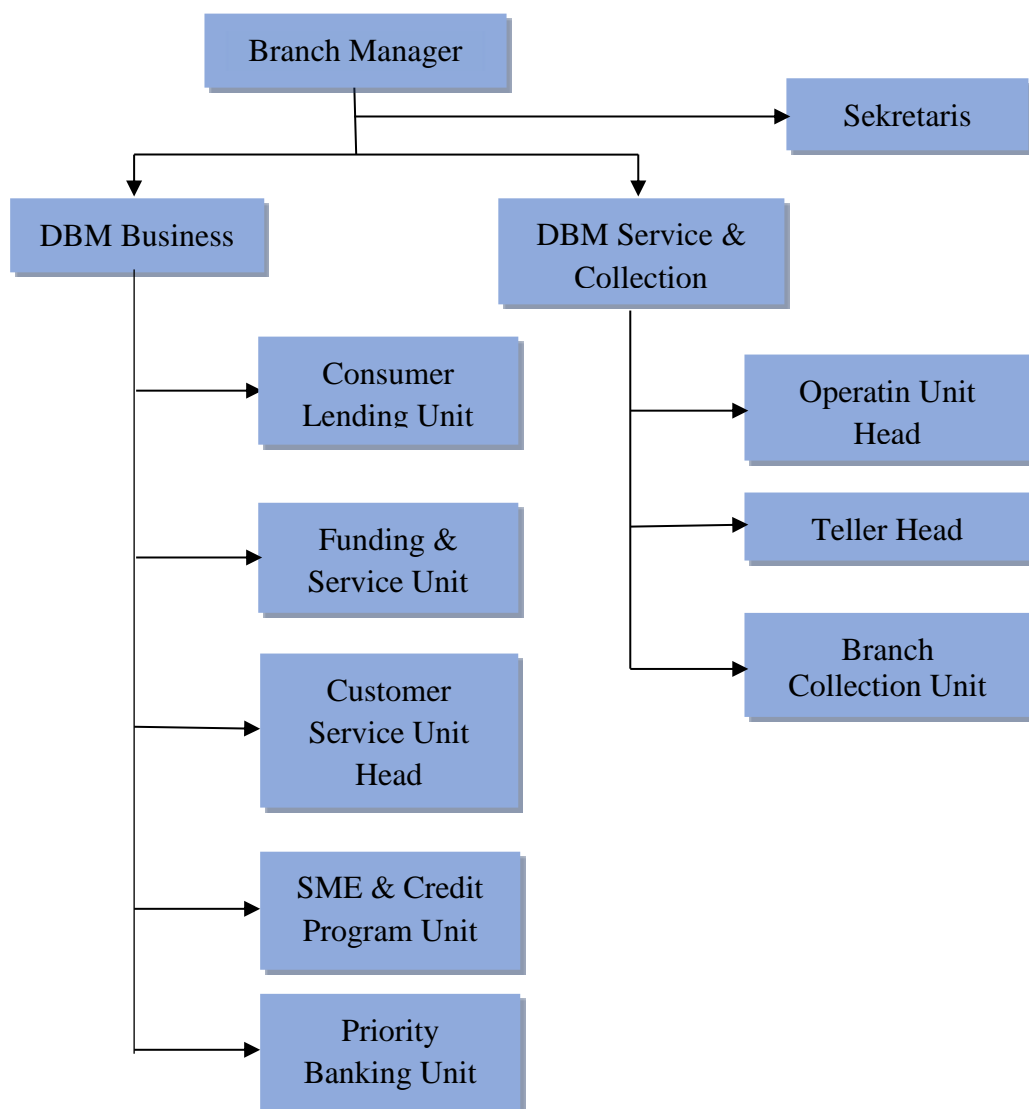 Branch Manager
Sekretaris
DBM Business
DBM Service &
Collection
Consumer
Lending Unit
Funding &
Service Unit
Customer
Service Unit
Head
SME & Credit
Program Unit
Priority
Banking Unit
Operatin Unit
Head
Teller Head
Branch
Collection Unit